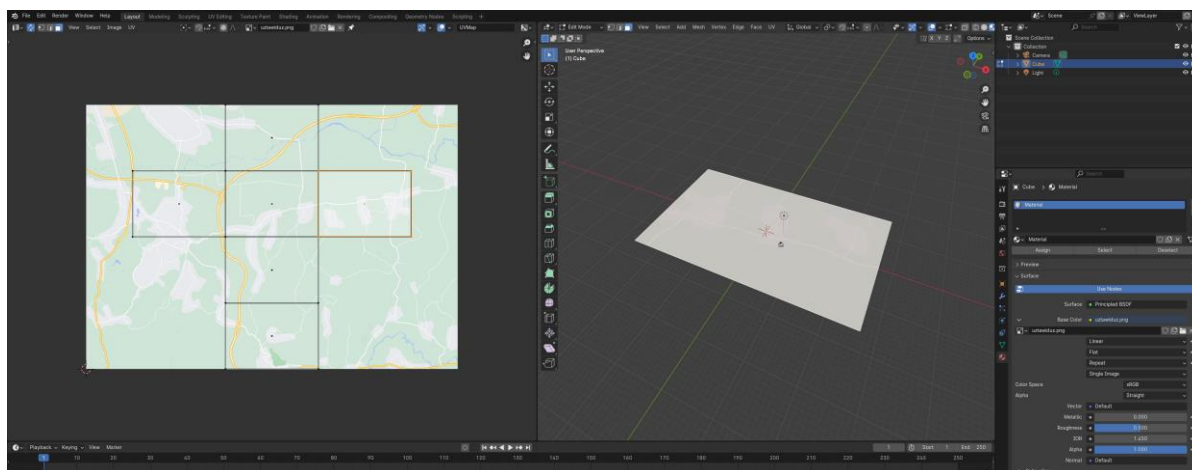 File Edit Render Window Help Layout Modeling Sculpting UV Editing Texture Paint Shading Animation Rendering Compositing Geometry Nodes Scripting + Scene ViewLayer
View Select Image UV UVMap
Edit Mode View Select Add Mesh Vertex Edge Face UV Global
X Y Z Options
User Perspective
(1) Cube
Search
Scene Collection
Collection
Camera
Cube
Light
Search
Cube > Material
Material
Material
Assign Select Deselect
> Preview
Surface
Use Nodes
Surface Principled BSDF
Base Color
Linear
Flat
Repeat
Single Image
Color Space sRGB
Alpha Straight
Vector Default
Metallic 0.000
Roughness 0.500
IOR
Alpha 1.000
Normal Default
Playback Keying View Marker 1 Start 1 End 250
1 10 20 30 40 50 60 70 80 90 100 110 120 130 140 150 160 170 180 190 200 210 220 230 240 250